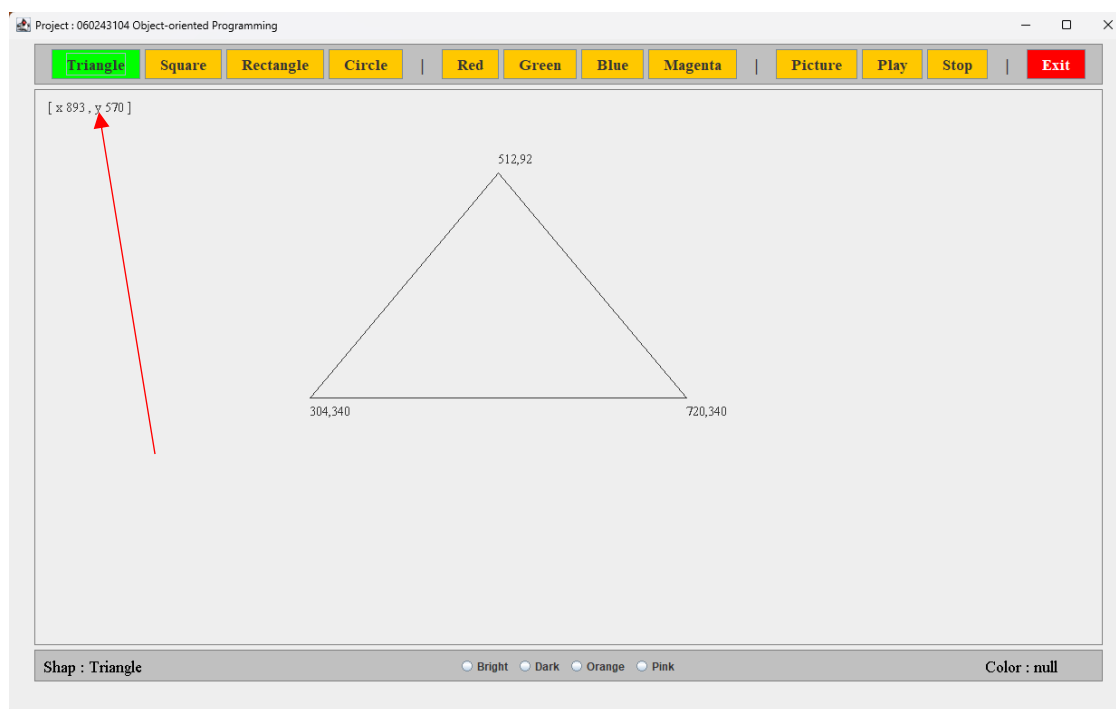 Project : 060243104 Object-oriented Programming
Triangle Square Rectangle Circle | Red Green Blue Magenta | Picture Play Stop | Exit
[ x 893 , y 570 ]
512,92
304,340 720,340
Shap : Triangle Bright Dark Orange Pink Color : null